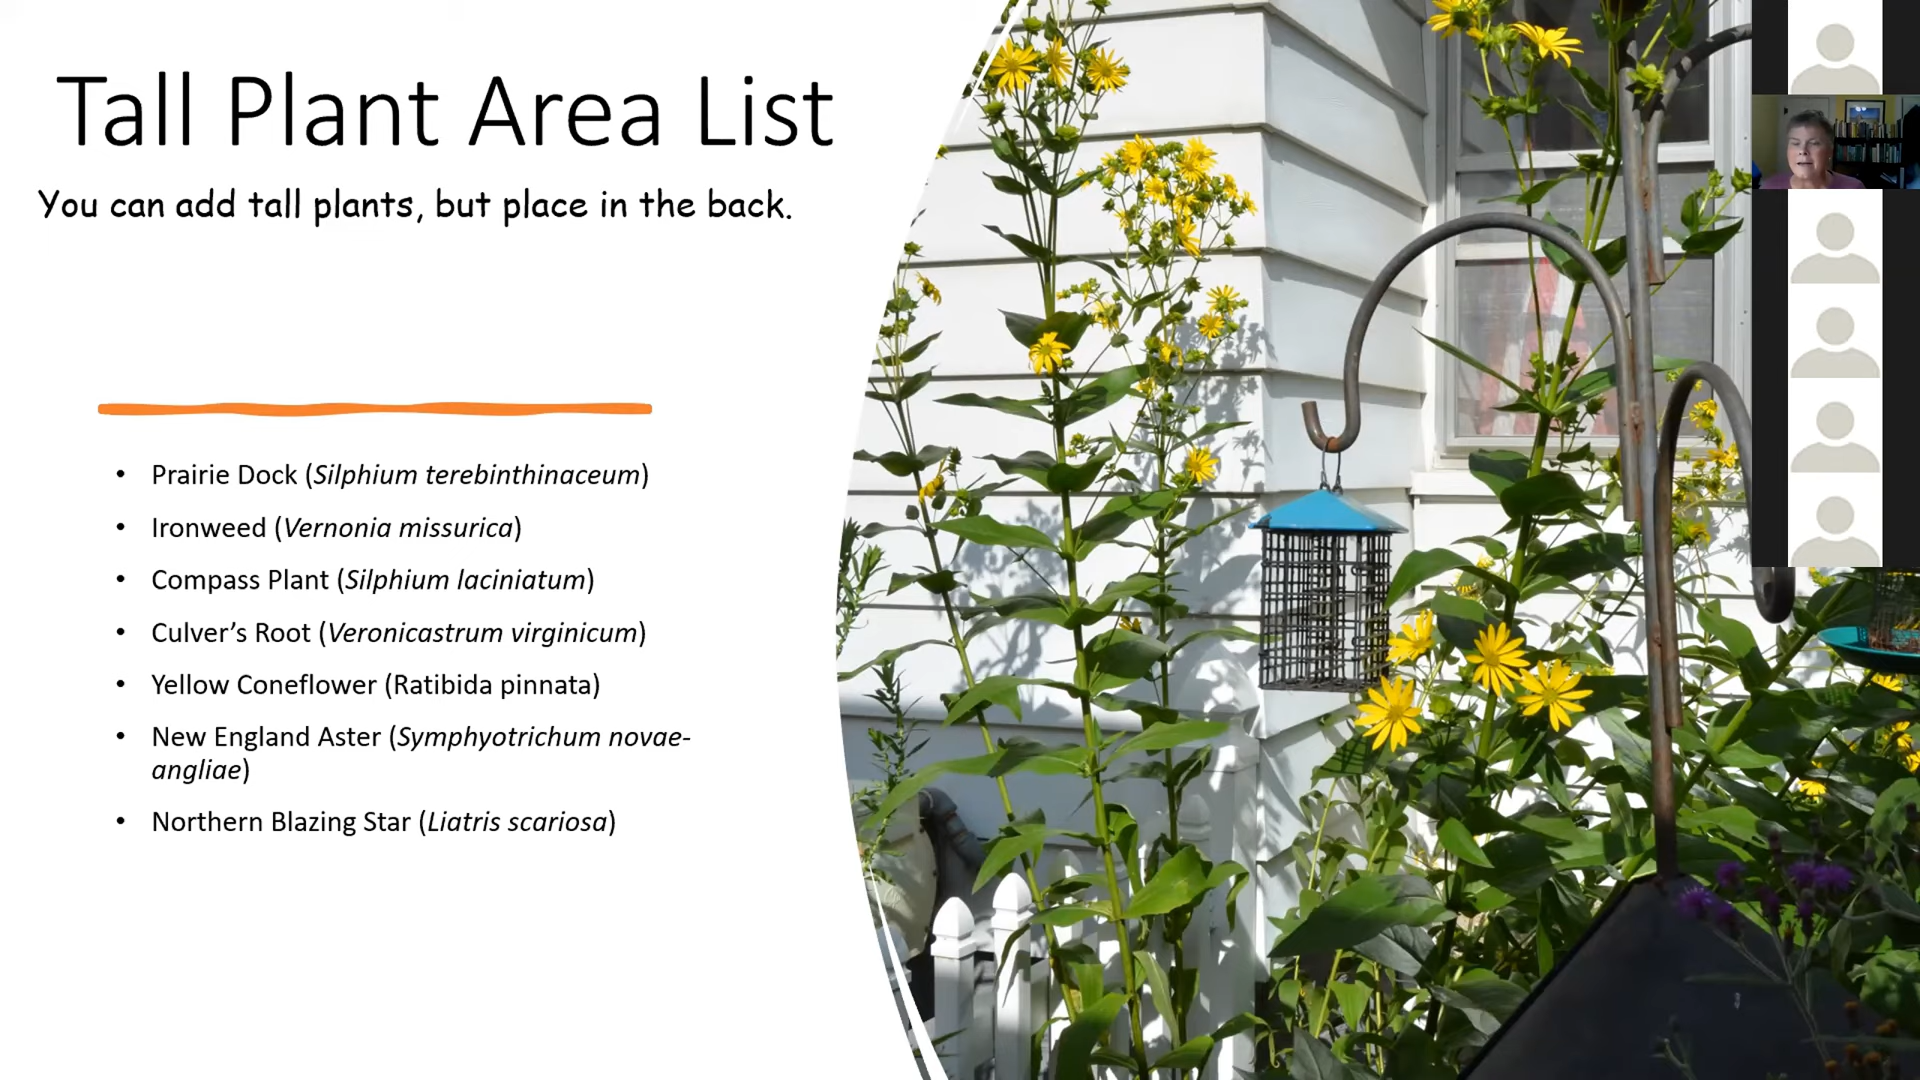 Tall Plant Area List
You can add tall plants, but place in the back.
• Prairie Dock (Silphium terebinthinaceum)
• Ironweed (Vernonia missurica)
• Compass Plant (Silphium laciniatum)
• Culver’s Root (Veronicastrum virginicum)
• Yellow Coneflower (Ratibida pinnata)
• New England Aster (Symphyotrichum novae-
angliae)
• Northern Blazing Star (Liatris scariosa)